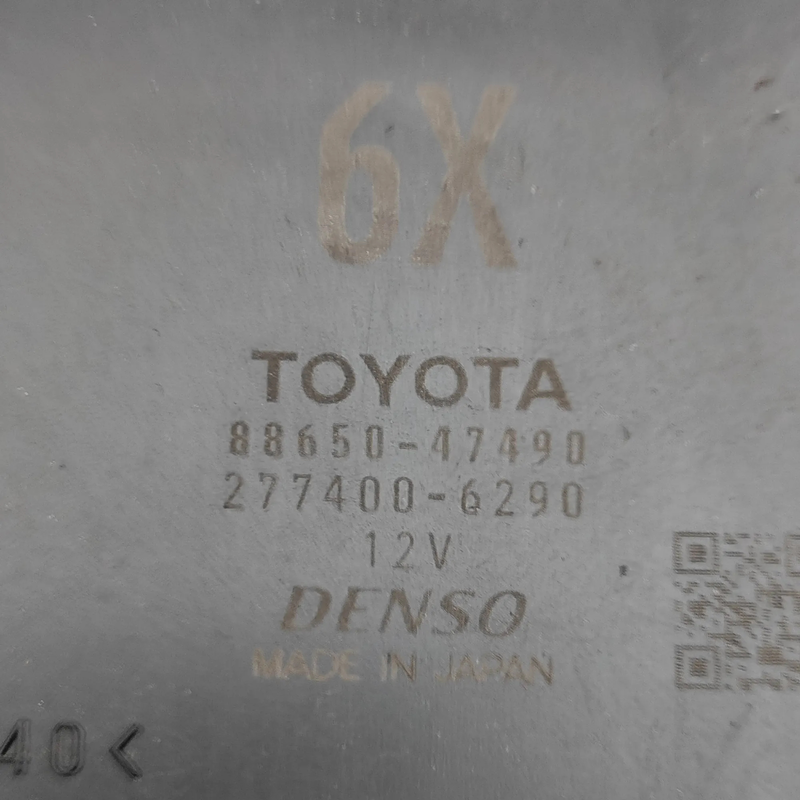 6X
TOYOTA
88650-47490
277400-6290
12V
DENSO
MADE IN JAPAN
40<